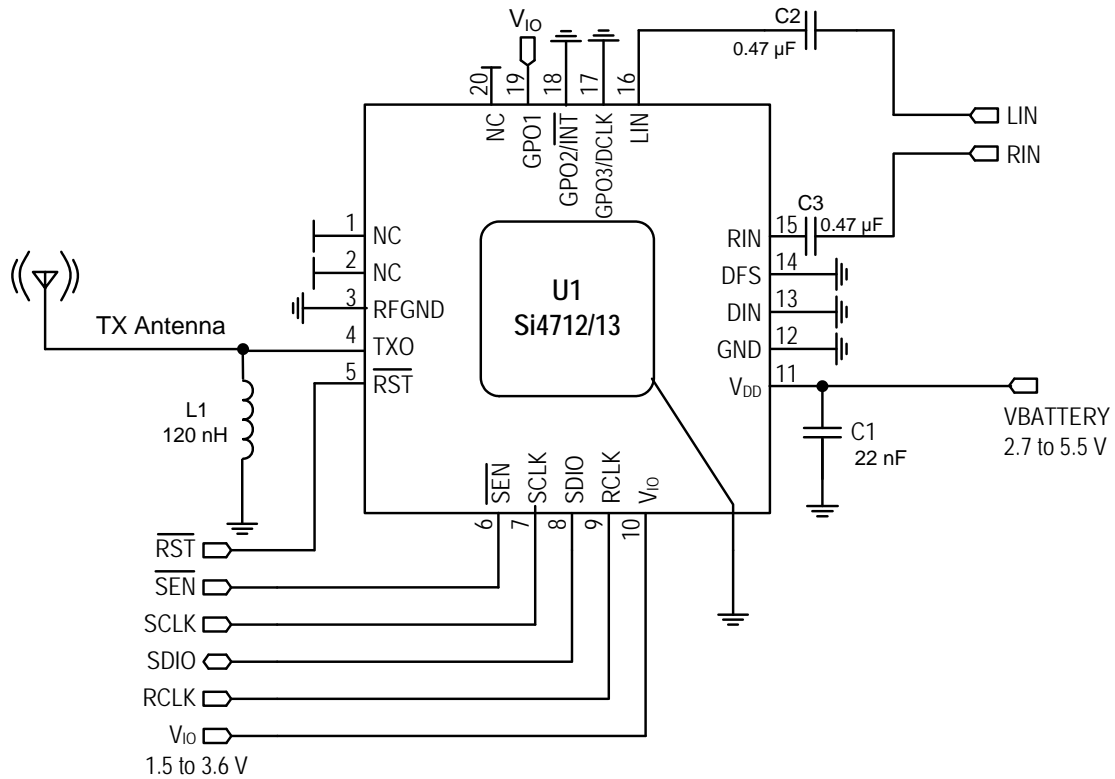 VIO
C2
0.47 µF
20
19
18
17
16
NC
GPO1
GPO2/INT
GPO3/DCLK
LIN
LIN
RIN
C3
0.47 µF
1
NC
2
NC
3
RFGND
4
TXO
5
RST
TX Antenna
L1
120 nH
U1
Si4712/13
15
RIN
14
DFS
13
DIN
12
GND
11
VDD
VBATTERY
2.7 to 5.5 V
C1
22 nF
SEN
SCLK
SDIO
RCLK
VIO
6
7
8
9
10
RST
SEN
SCLK
SDIO
RCLK
VIO
1.5 to 3.6 V